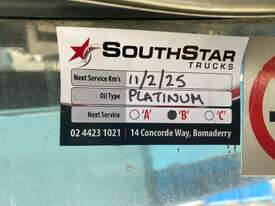 SOUTHSTAR
TRUCKS
Next Service Km's 11/2/25
Oil Type PLATINUM
Next Service 'A' 'B' 'C'
02 4423 1021 | 14 Concorde Way, Bomaderry